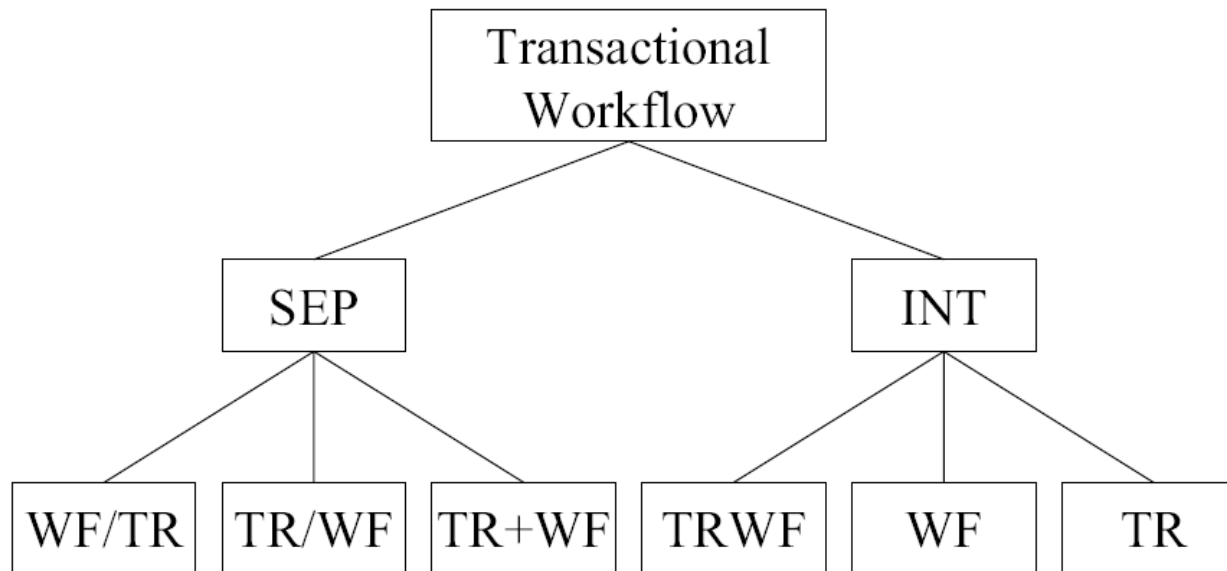 Transactional
Workflow
SEP
INT
WF/TR
TR/WF
TR+WF
TRWF
WF
TR